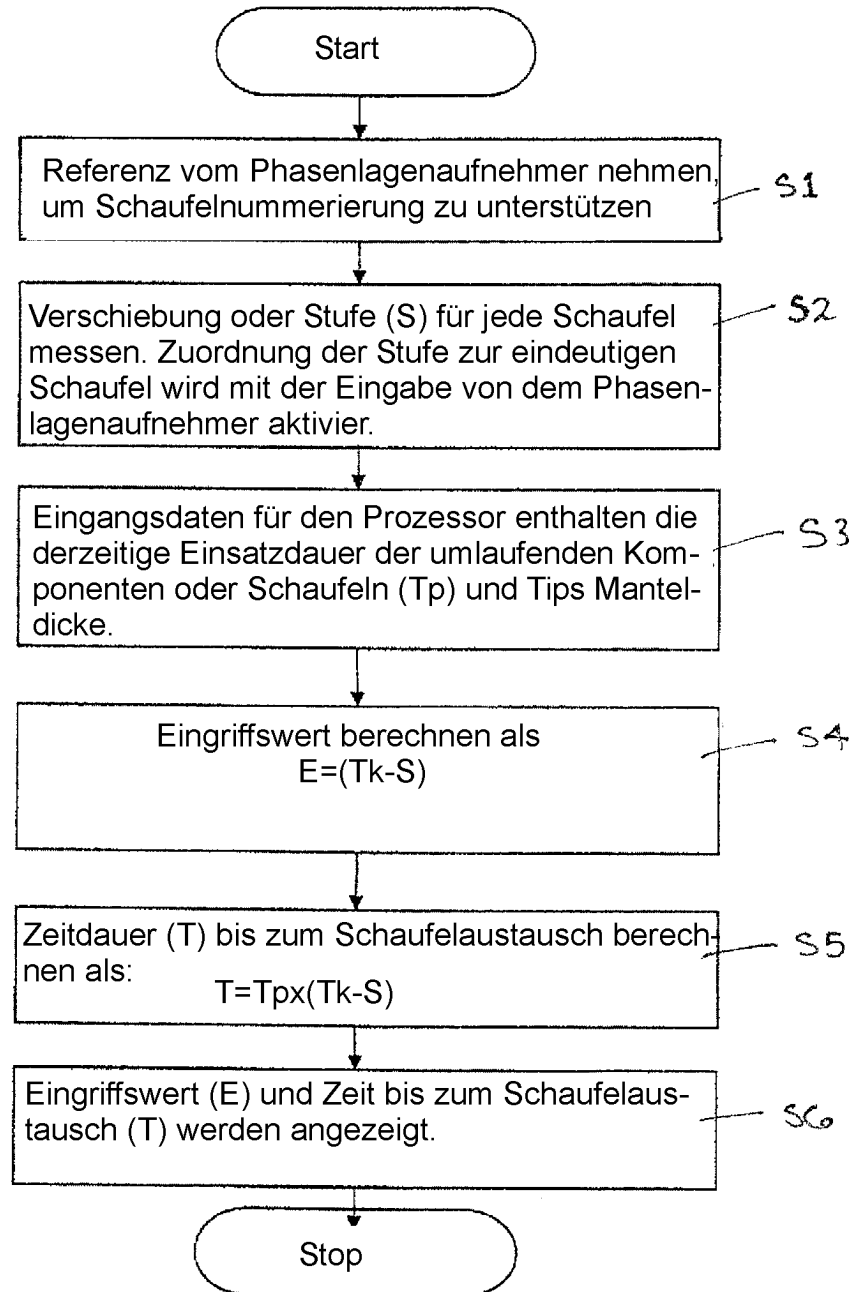 Start
Referenz vom Phasenlagenaufnehmer nehmen,
um Schaufelnummerierung zu unterstützen
S1
Verschiebung oder Stufe (S) für jede Schaufel
messen. Zuordnung der Stufe zur eindeutigen
Schaufel wird mit der Eingabe von dem Phasen-
lagenaufnehmer aktivier.
S2
Eingangsdaten für den Prozessor enthalten die
derzeitige Einsatzdauer der umlaufenden Kom-
ponenten oder Schaufeln (Tp) und Tips Mantel-
dicke.
S3
Eingriffswert berechnen als
E=(Tk-S)
S4
Zeitdauer (T) bis zum Schaufelaustausch berech-
nen als:
T=Tpx(Tk-S)
S5
Eingriffswert (E) und Zeit bis zum Schaufelaus-
tausch (T) werden angezeigt.
S6
Stop